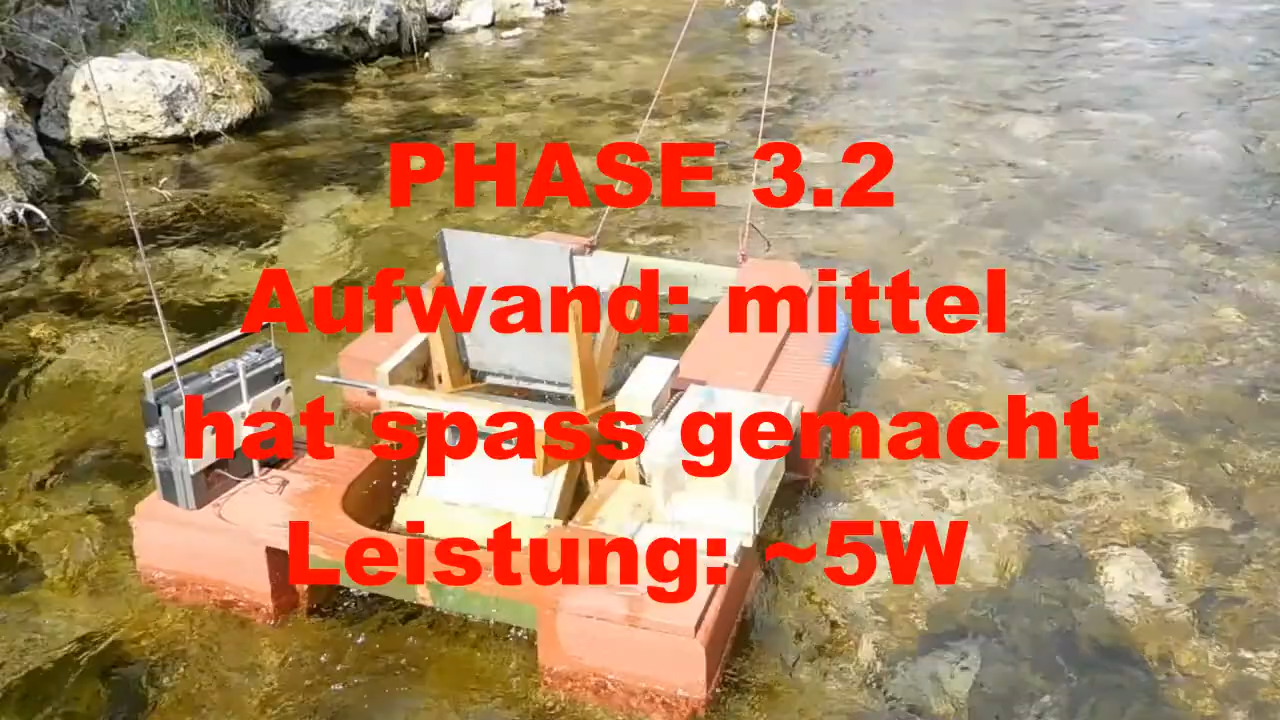 PHASE 3.2
Aufwand: mittel
hat spass gemacht
Leistung: ~5W